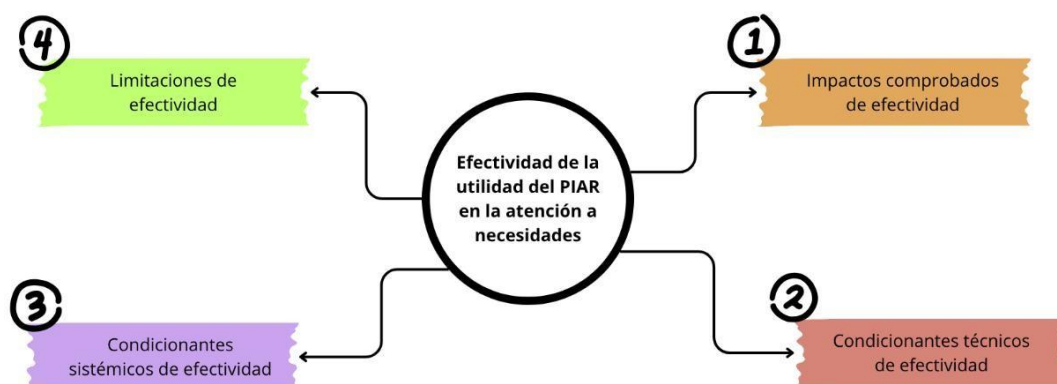 4
Limitaciones de
efectividad
1
Impactos comprobados
de efectividad
Efectividad de la
utilidad del PIAR
en la atención a
necesidades
3
Condicionantes
sistémicos de efectividad
2
Condicionantes técnicos
de efectividad